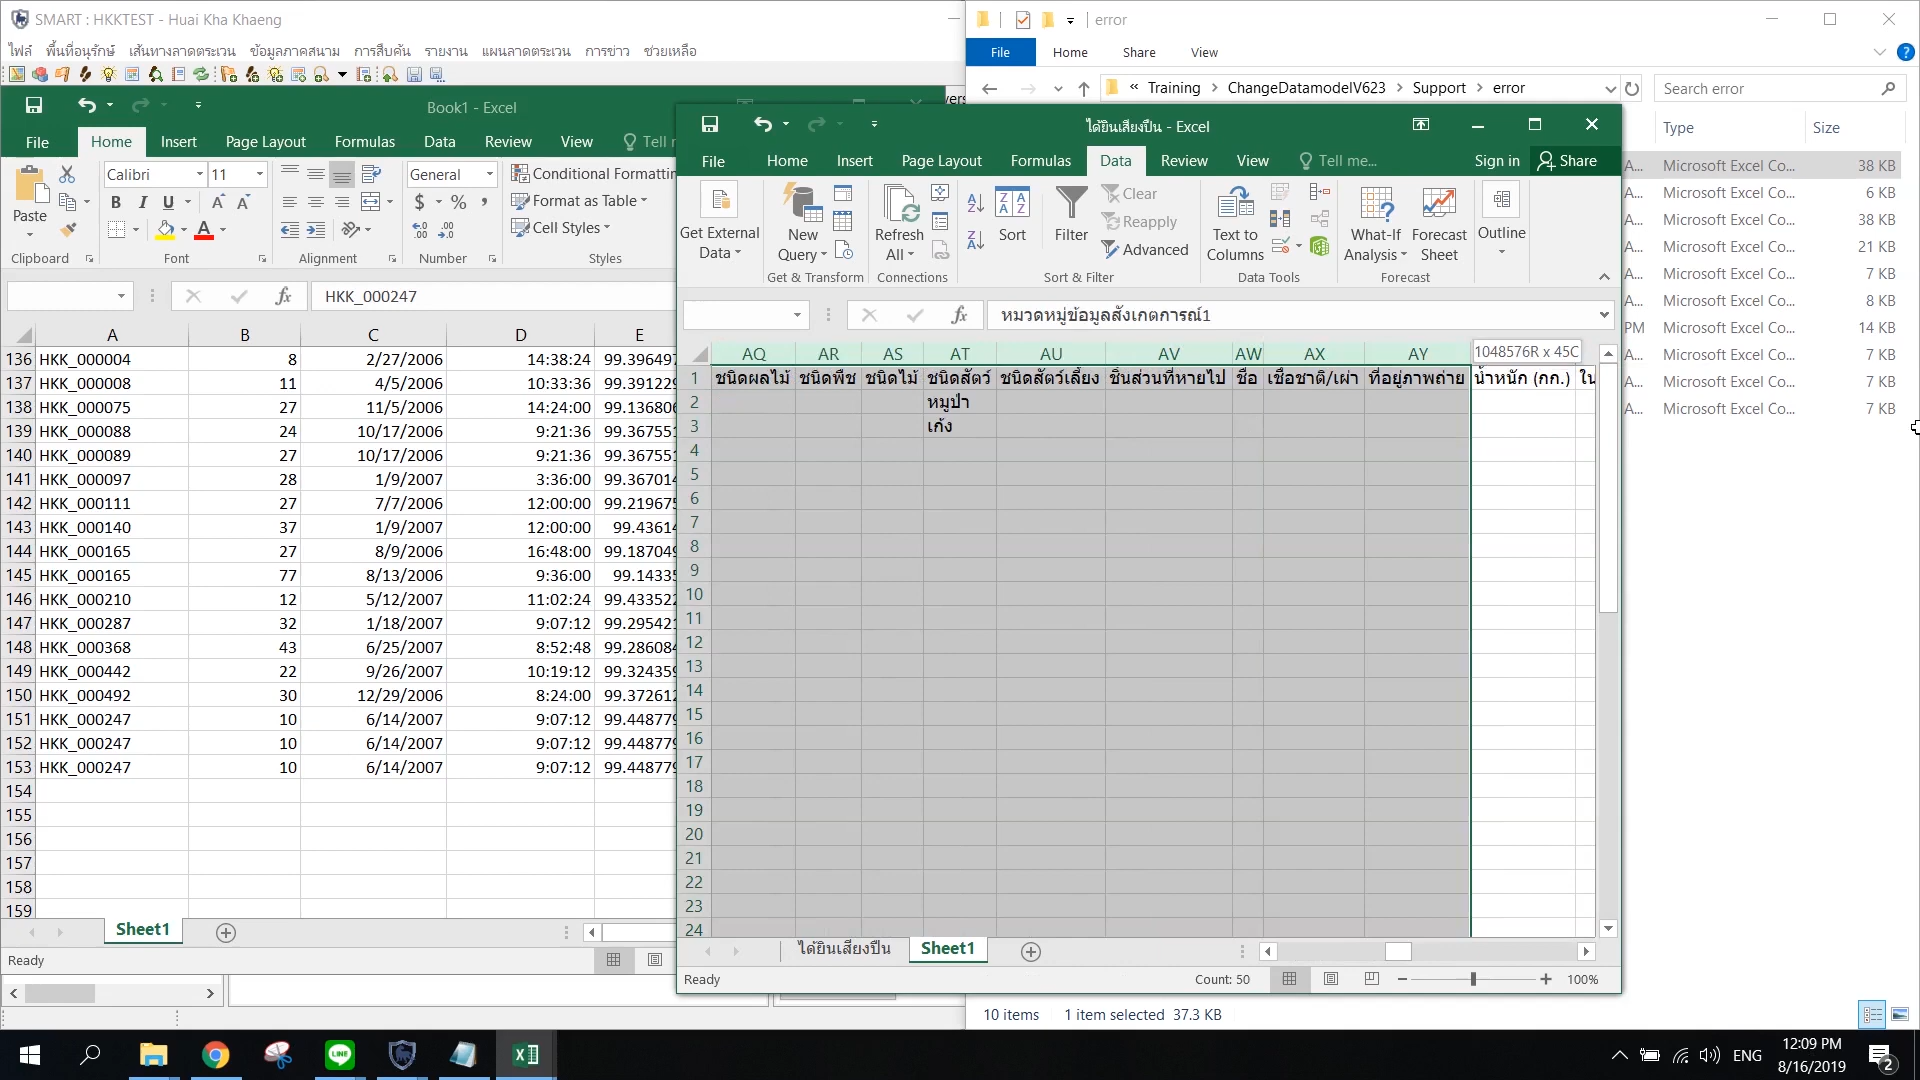 SMART : HKKTEST - Huai Kha Khaeng
ไฟล์ พื้นที่อนุรักษ์ เส้นทางลาดตระเวน ข้อมูลภาคสนาม การสืบค้น รายงาน แผนลาดตระเวน การข่าว ช่วยเหลือ
error
File Home Share View
« Training > ChangeDatamodelV623 > Support > error
Search error
Type Size
A... Microsoft Excel Co... 38 KB
A... Microsoft Excel Co... 6 KB
A... Microsoft Excel Co... 38 KB
A... Microsoft Excel Co... 21 KB
A... Microsoft Excel Co... 7 KB
A... Microsoft Excel Co... 8 KB
PM Microsoft Excel Co... 14 KB
A... Microsoft Excel Co... 7 KB
A... Microsoft Excel Co... 7 KB
A... Microsoft Excel Co... 7 KB
10 items 1 item selected 37.3 KB
Book1 - Excel
File Home Insert Page Layout Formulas Data Review View Tell
Paste
Calibri 11
General
Conditional Formatting
Format as Table
Cell Styles
Clipboard Font Alignment Number Styles
HKK_000247
A B C D E
136 HKK_000004 8 2/27/2006 14:38:24 99.396497
137 HKK_000008 11 4/5/2006 10:33:36 99.391229
138 HKK_000075 27 11/5/2006 14:24:00 99.136806
139 HKK_000088 24 10/17/2006 9:21:36 99.367551
140 HKK_000089 27 10/17/2006 9:21:36 99.367551
141 HKK_000097 28 1/9/2007 3:36:00 99.367014
142 HKK_000111 27 7/7/2006 12:00:00 99.219675
143 HKK_000140 37 1/9/2007 12:00:00 99.43614
144 HKK_000165 27 8/9/2006 16:48:00 99.187049
145 HKK_000165 77 8/13/2006 9:36:00 99.14335
146 HKK_000210 12 5/12/2007 11:02:24 99.433522
147 HKK_000287 32 1/18/2007 9:07:12 99.295421
148 HKK_000368 43 6/25/2007 8:52:48 99.286084
149 HKK_000442 22 9/26/2007 10:19:12 99.324359
150 HKK_000492 30 12/29/2006 8:24:00 99.372612
151 HKK_000247 10 6/14/2007 9:07:12 99.448779
152 HKK_000247 10 6/14/2007 9:07:12 99.448779
153 HKK_000247 10 6/14/2007 9:07:12 99.448779
154
155
156
157
158
159
Sheet1
Ready
ได้ยินเสียงปืน - Excel
File Home Insert Page Layout Formulas Data Review View Tell me... Sign in Share
Get External Data
New Query
Refresh All
Sort
Filter
Clear
Reapply
Advanced
Text to Columns
What-If Analysis
Forecast Sheet
Outline
Get & Transform Connections Sort & Filter Data Tools Forecast
หมวดหมู่ข้อมูลสังเกตการณ์1
AQ AR AS AT AU AV AW AX AY 1048576R x 45C
1 ชนิดผลไม้ ชนิดพืช ชนิดไม้ ชนิดสัตว์ ชนิดสัตว์เลี้ยง ชิ้นส่วนที่หายไป ชื่อ เชื้อชาติ/เผ่า ที่อยู่ภาพถ่าย น้ำหนัก (กก.) ใน
2 หมูป่า
3 เก้ง
4
5
6
7
8
9
10
11
12
13
14
15
16
17
18
19
20
21
22
23
24
ได้ยินเสียงปืน Sheet1
Ready Count: 50 100%
ENG
12:09 PM
8/16/2019
2